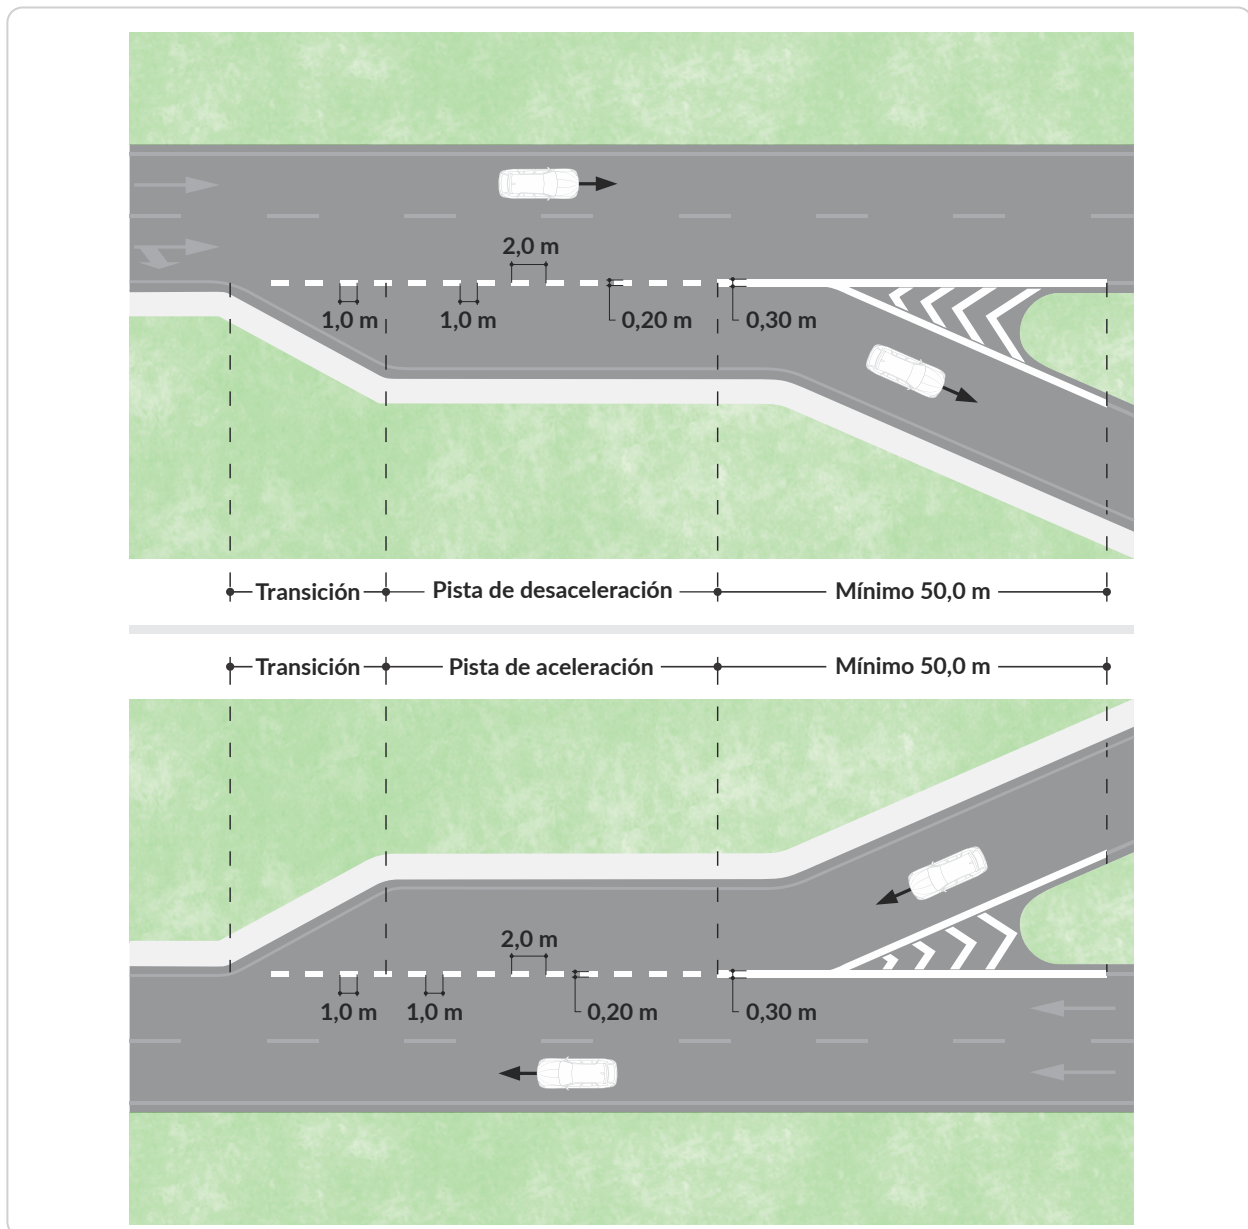 2,0 m
1,0 m
1,0 m
0,20 m
0,30 m
Transición
Pista de desaceleración
Mínimo 50,0 m
Transición
Pista de aceleración
Mínimo 50,0 m
2,0 m
1,0 m
1,0 m
0,20 m
0,30 m